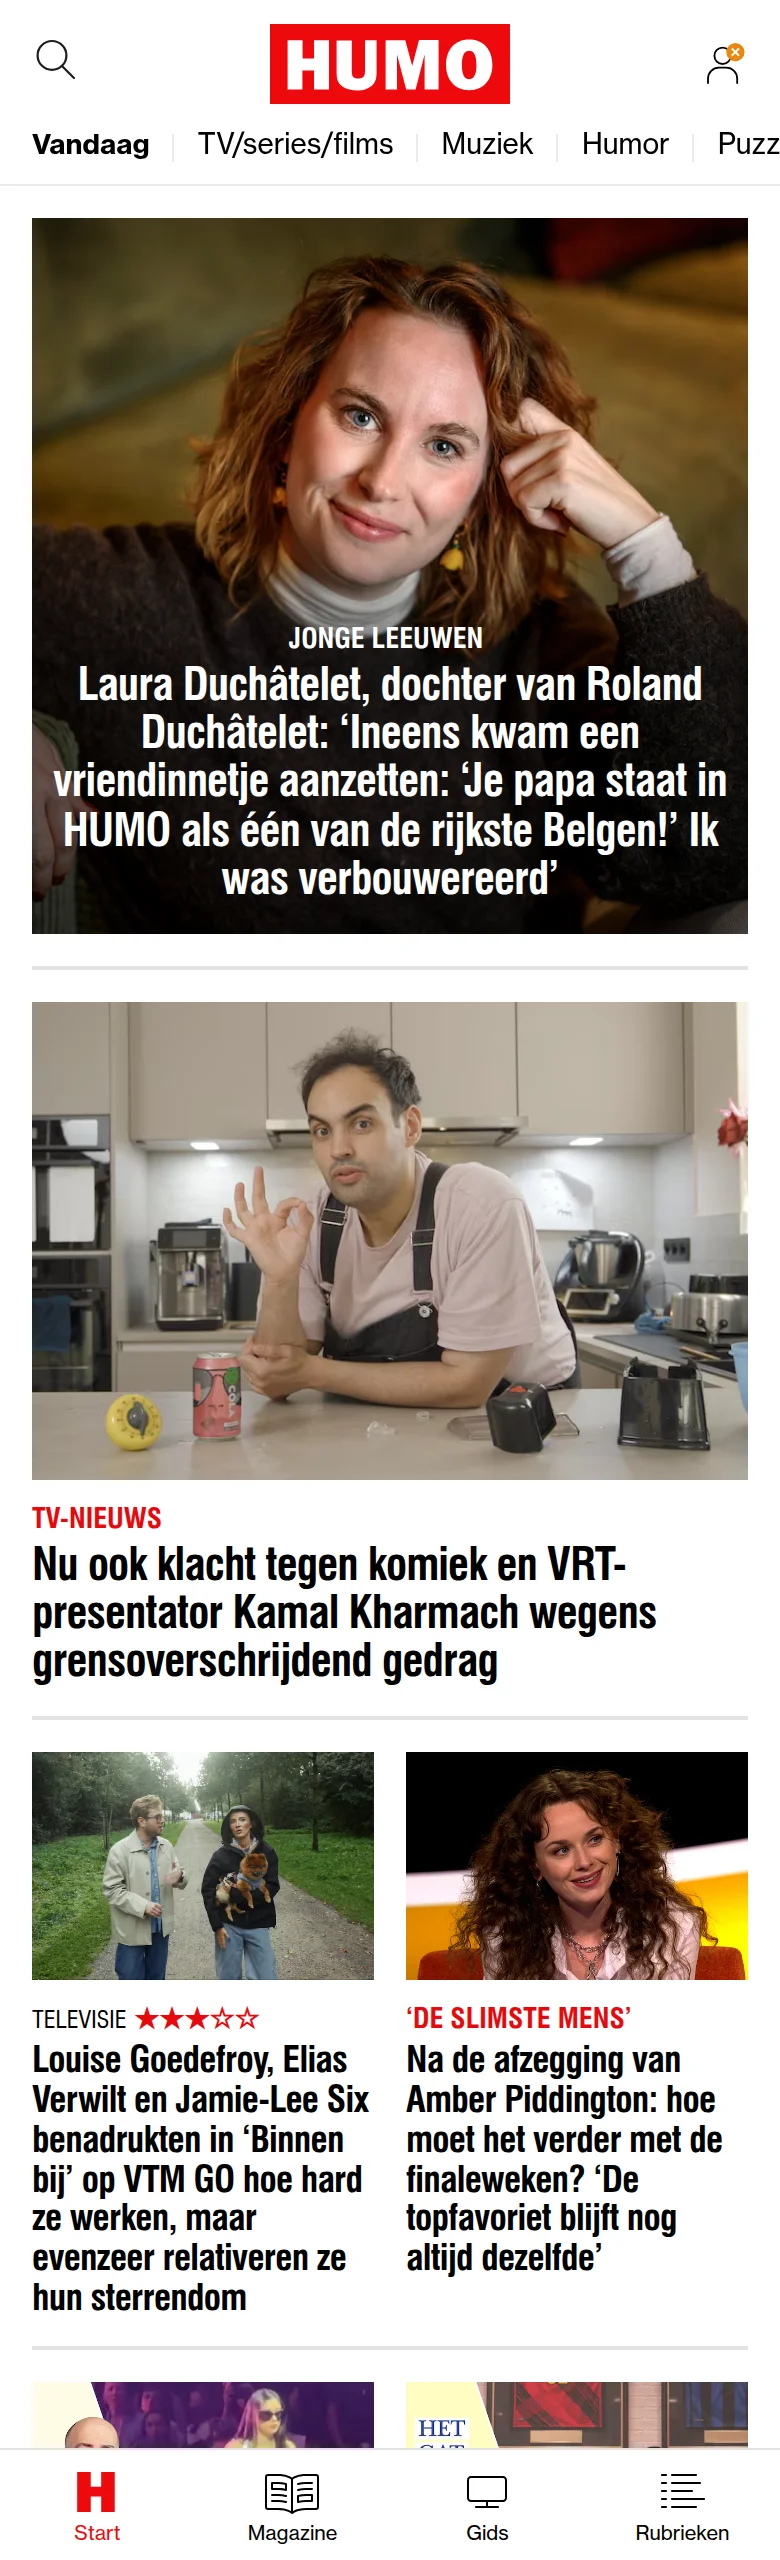 HUMO
Vandaag
TV/series/films
Muziek
Humor
Puzz
JONGE LEEUWEN
Laura Duchâtelet, dochter van Roland
Duchâtelet: ‘Ineens kwam een
vriendinnetje aanzetten: ‘Je papa staat in
HUMO als één van de rijkste Belgen!’ Ik
was verbouwereerd’
COLA
TV-NIEUWS
Nu ook klacht tegen komiek en VRT-
presentator Kamal Kharmach wegens
grensoverschrijdend gedrag
TELEVISIE ★★★☆☆
Louise Goedefroy, Elias
Verwilt en Jamie-Lee Six
benadrukten in ‘Binnen
bij’ op VTM GO hoe hard
ze werken, maar
evenzeer relativeren ze
hun sterrendom
‘DE SLIMSTE MENS’
Na de afzegging van
Amber Piddington: hoe
moet het verder met de
finaleweken? ‘De
topfavoriet blijft nog
altijd dezelfde’
HET
H
Start
Magazine
Gids
Rubrieken